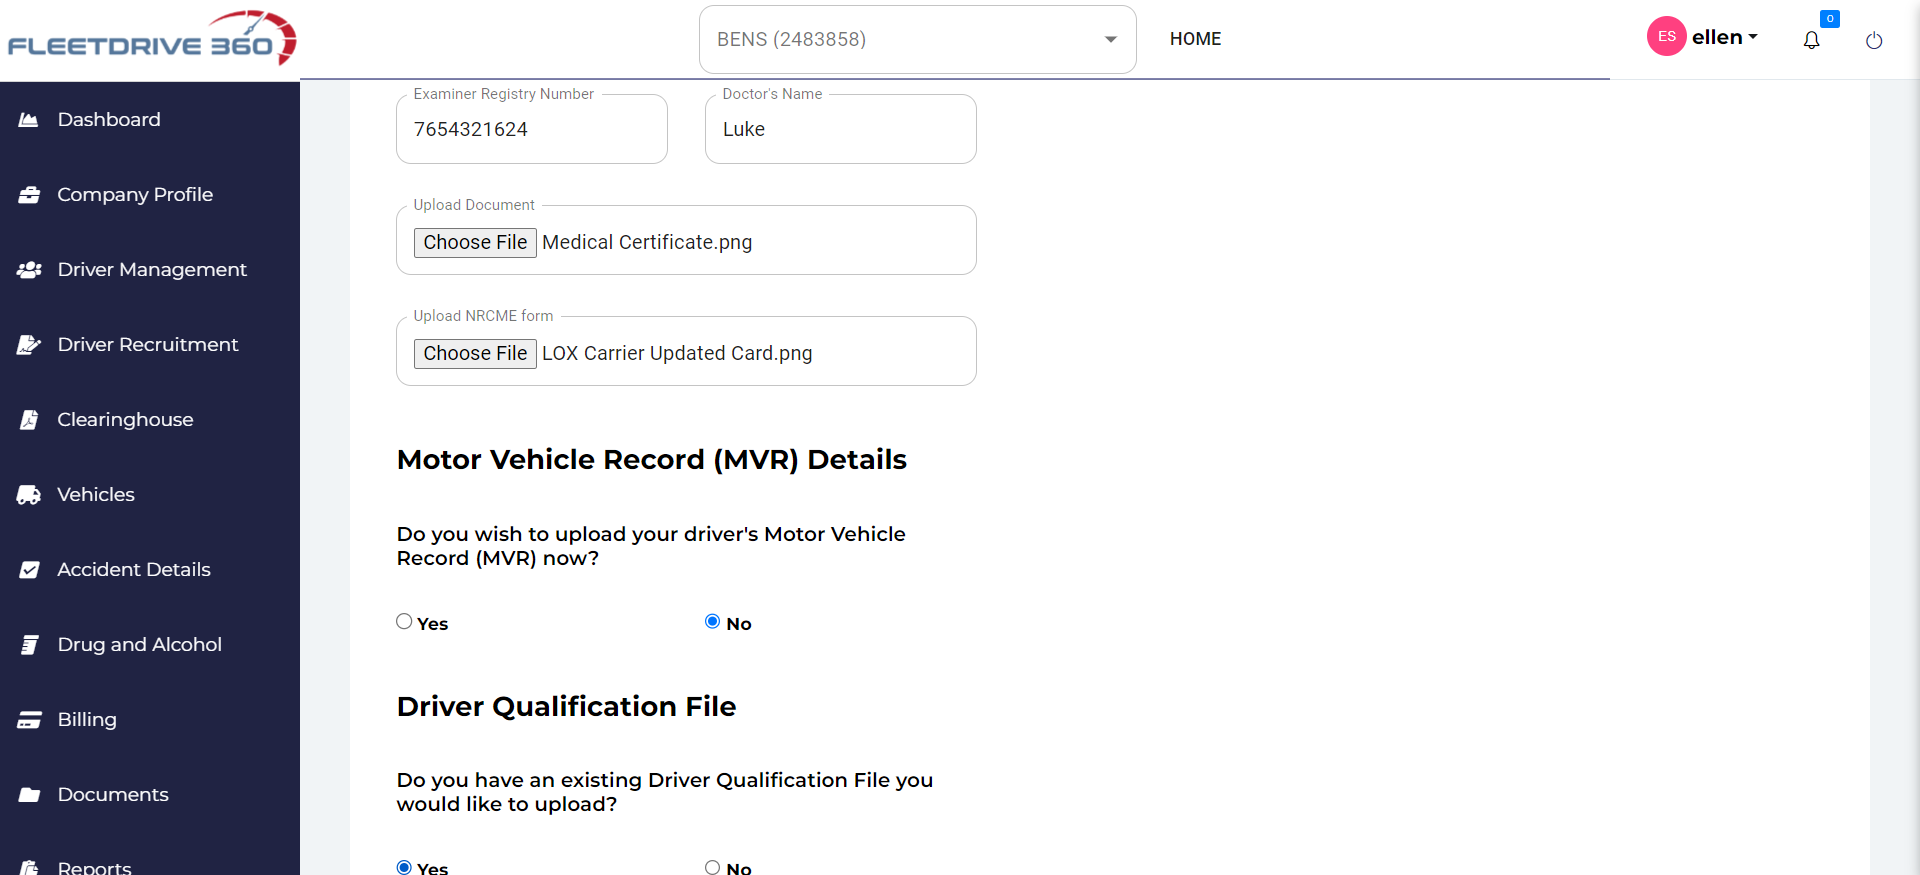 FLEETDRIVE 360
BENS (2483858)
HOME
ES
ellen
0
Dashboard
Company Profile
Driver Management
Driver Recruitment
Clearinghouse
Vehicles
Accident Details
Drug and Alcohol
Billing
Documents
Reports
Examiner Registry Number
7654321624
Doctor's Name
Luke
Upload Document
Choose File Medical Certificate.png
Upload NRCME form
Choose File LOX Carrier Updated Card.png
Motor Vehicle Record (MVR) Details
Do you wish to upload your driver's Motor Vehicle
Record (MVR) now?
Yes
No
Driver Qualification File
Do you have an existing Driver Qualification File you
would like to upload?
Yes
No